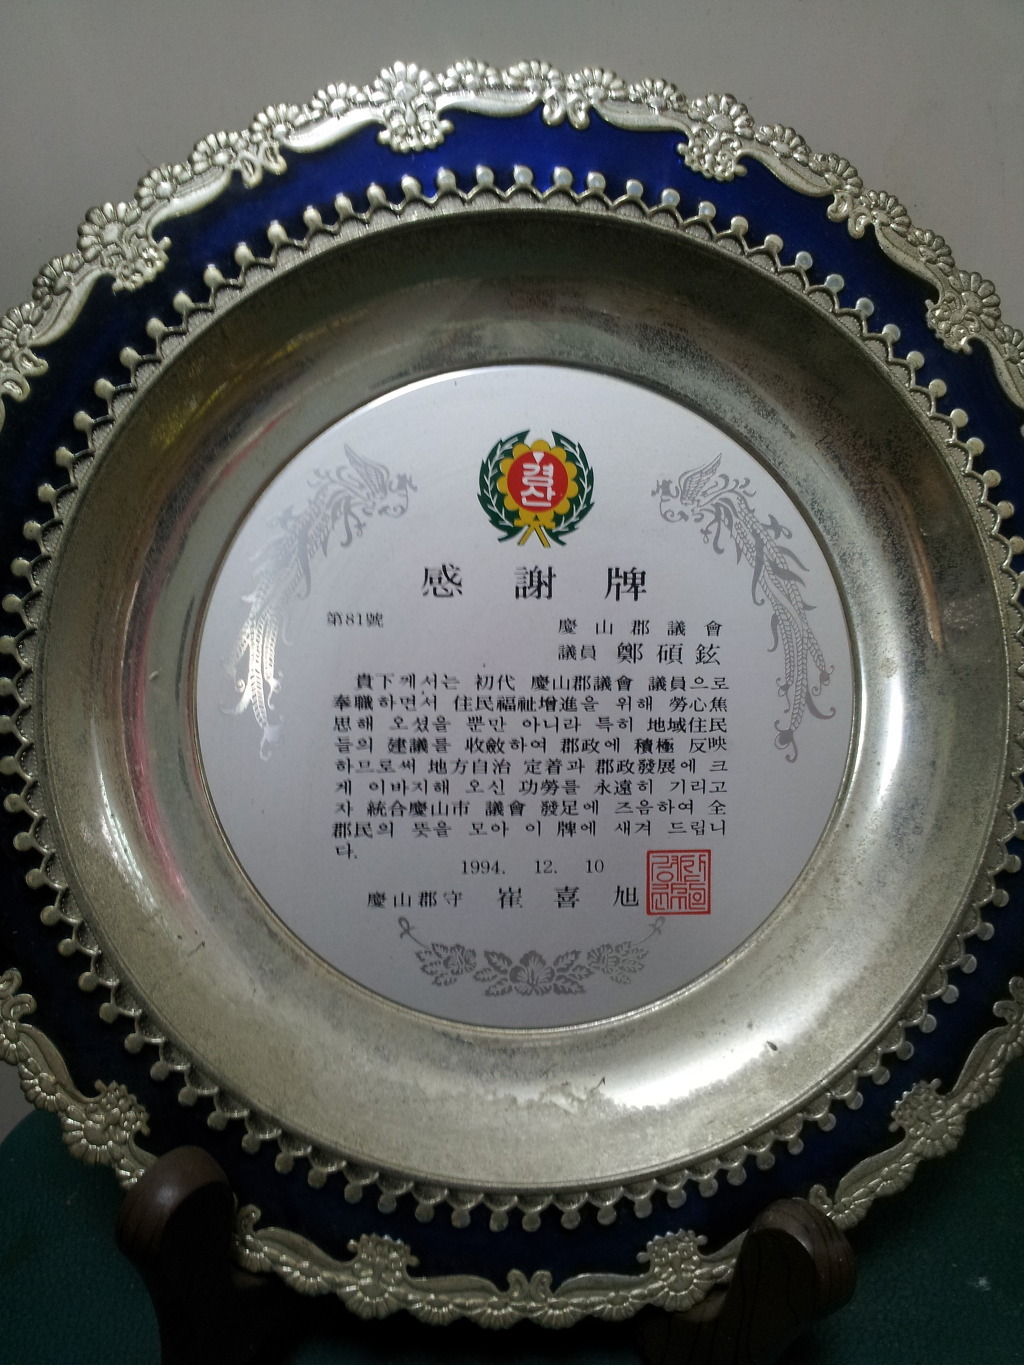 경산
感謝牌
第81號
慶山郡議會
議員 鄭碩鉉
貴下께서는 初代 慶山郡議會 議員으로
奉職하면서 住民福祉增進을 위해 勞心焦
思해 오셨을 뿐만 아니라 특히 地域住民
들의 建議를 收斂하여 郡政에 積極 反映
하므로써 地方自治 定着과 郡政發展에 크
게 이바지해 오신 功勞를 永遠히 기리고
자 統合慶山市 議會 發足에 즈음하여 全
郡民의 뜻을 모아 이 牌에 새겨 드립니
다.
1994. 12. 10
慶山郡守 崔喜旭